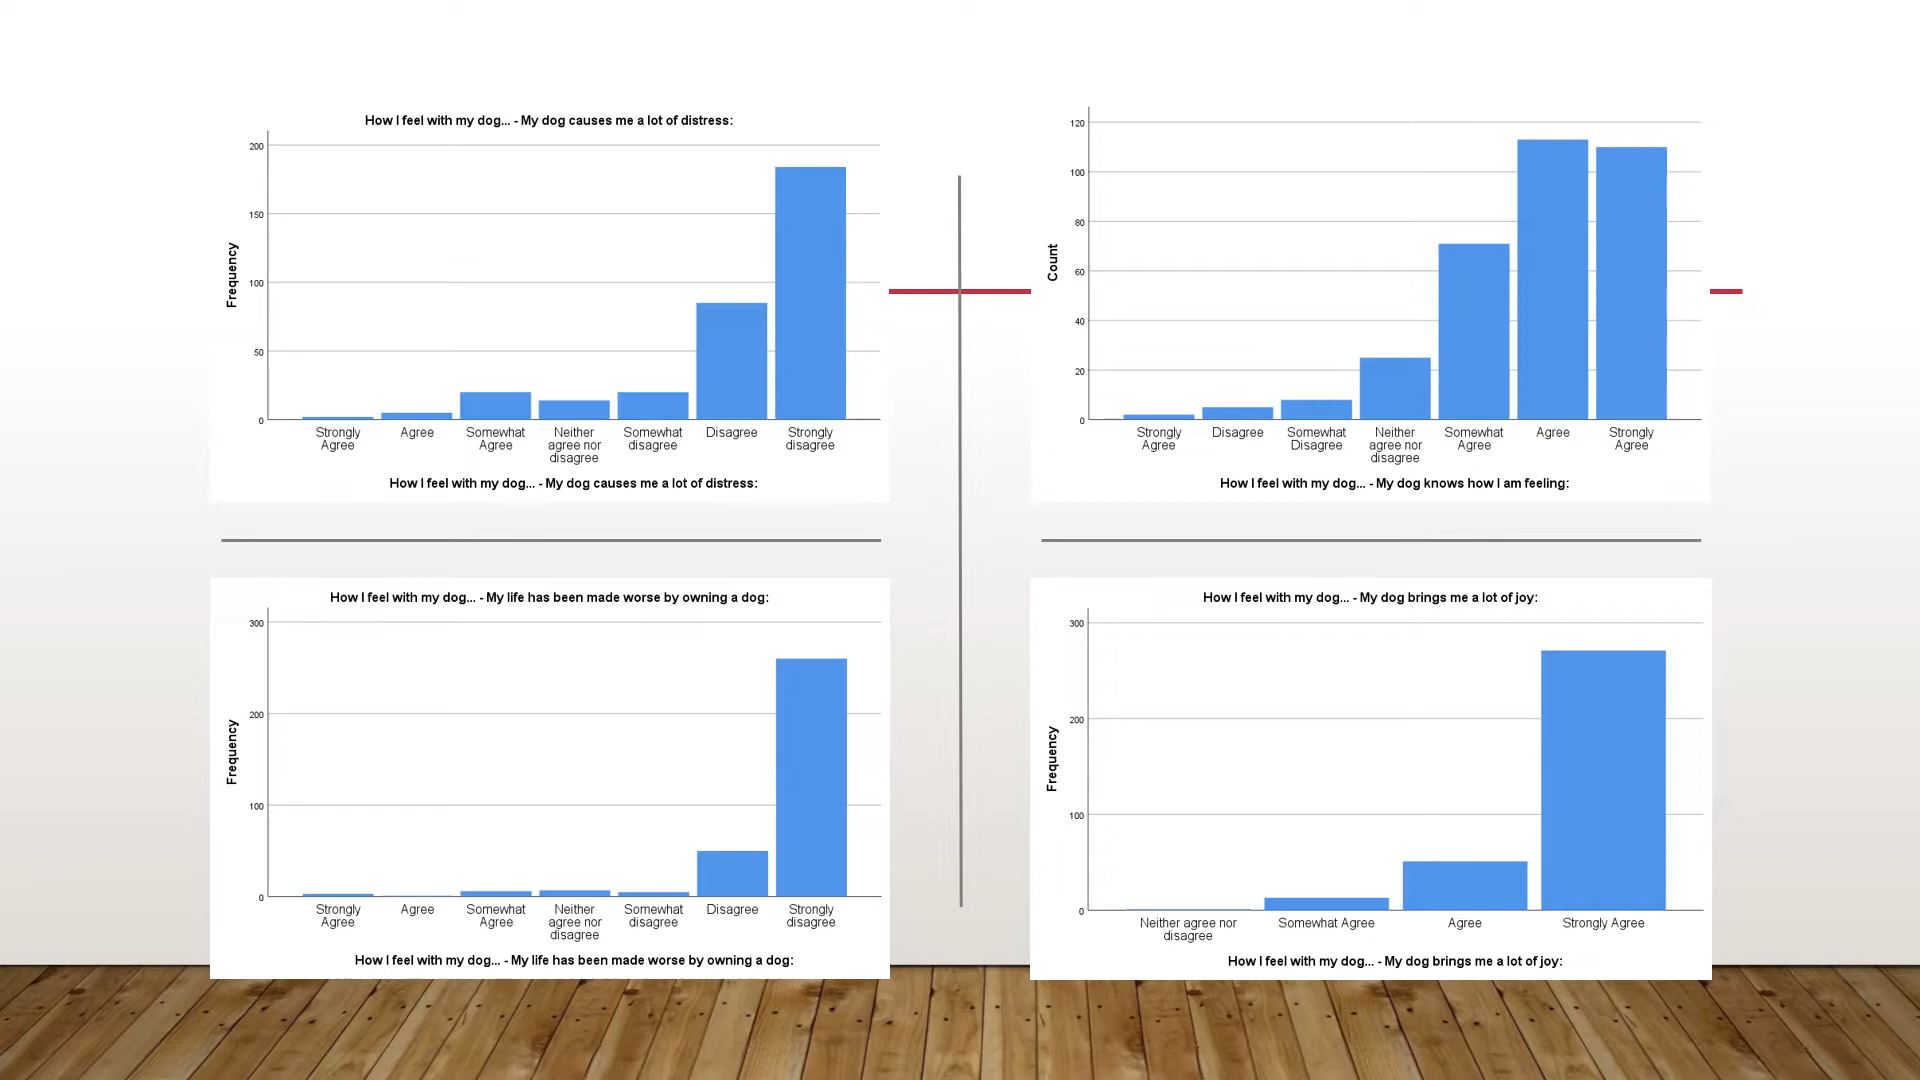 How I feel with my dog... - My dog causes me a lot of distress:
200
150
100
50
0
Frequency
Strongly
Agree
Agree
Somewhat
Agree
Neither
agree nor
disagree
Somewhat
disagree
Disagree
Strongly
disagree
How I feel with my dog... - My dog causes me a lot of distress:
120
100
80
60
40
20
0
Count
Strongly
Agree
Disagree
Somewhat
Disagree
Neither
agree nor
disagree
Somewhat
Agree
Agree
Strongly
Agree
How I feel with my dog... - My dog knows how I am feeling:
How I feel with my dog... - My life has been made worse by owning a dog:
300
200
100
0
Frequency
Strongly
Agree
Agree
Somewhat
Agree
Neither
agree nor
disagree
Somewhat
disagree
Disagree
Strongly
disagree
How I feel with my dog... - My life has been made worse by owning a dog:
How I feel with my dog... - My dog brings me a lot of joy:
300
200
100
0
Frequency
Neither agree nor
disagree
Somewhat Agree
Agree
Strongly Agree
How I feel with my dog... - My dog brings me a lot of joy: